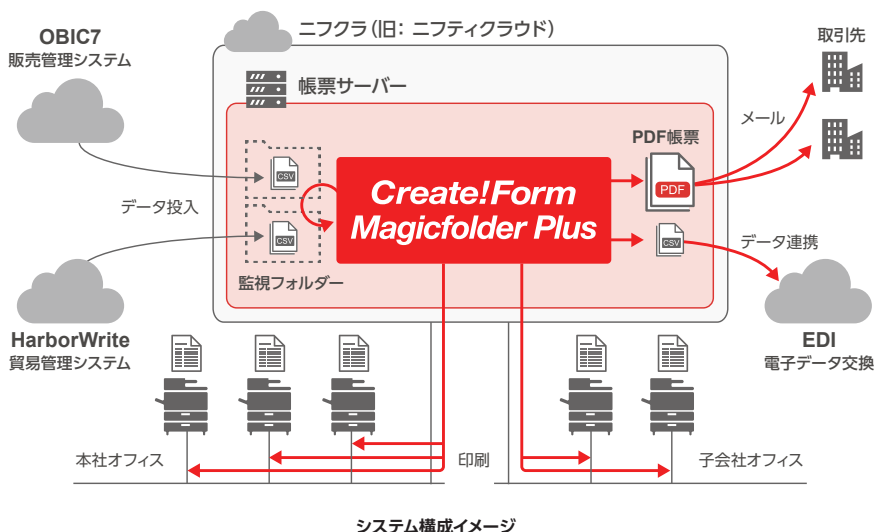 ニフクラ（旧：ニフティクラウド）
OBIC7
販売管理システム
取引先
帳票サーバー
メール
PDF帳票
CSV
PDF
Create!Form
Magicfolder Plus
データ投入
CSV
CSV
データ連携
監視フォルダー
HarborWrite
貿易管理システム
EDI
電子データ交換
本社オフィス
印刷
子会社オフィス
システム構成イメージ